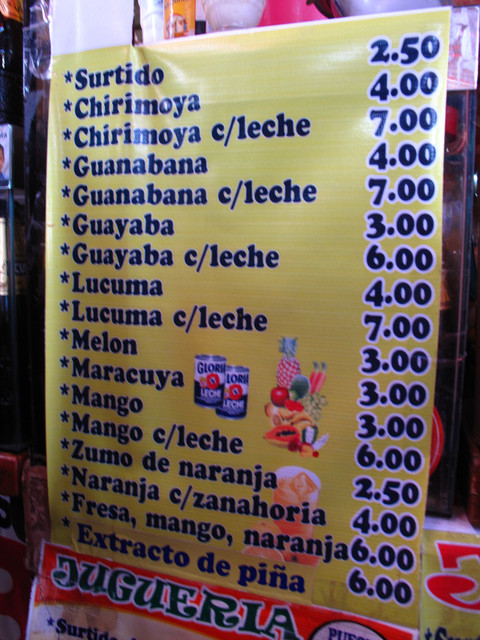 *Surtido 2.50
*Chirimoya 4.00
*Chirimoya c/leche 7.00
*Guanabana 4.00
*Guanabana c/leche 7.00
*Guayaba 3.00
*Guayaba c/leche 6.00
*Lucuma 4.00
*Lucuma c/leche 7.00
*Melon 3.00
*Maracuya 3.00
*Mango 3.00
*Mango c/leche 6.00
*Zumo de naranja 2.50
*Naranja c/zanahoria 4.00
*Fresa, mango, naranja 6.00
* Extracto de piña 6.00
GLORIA
LECHE
LECHE
JUGUERIA